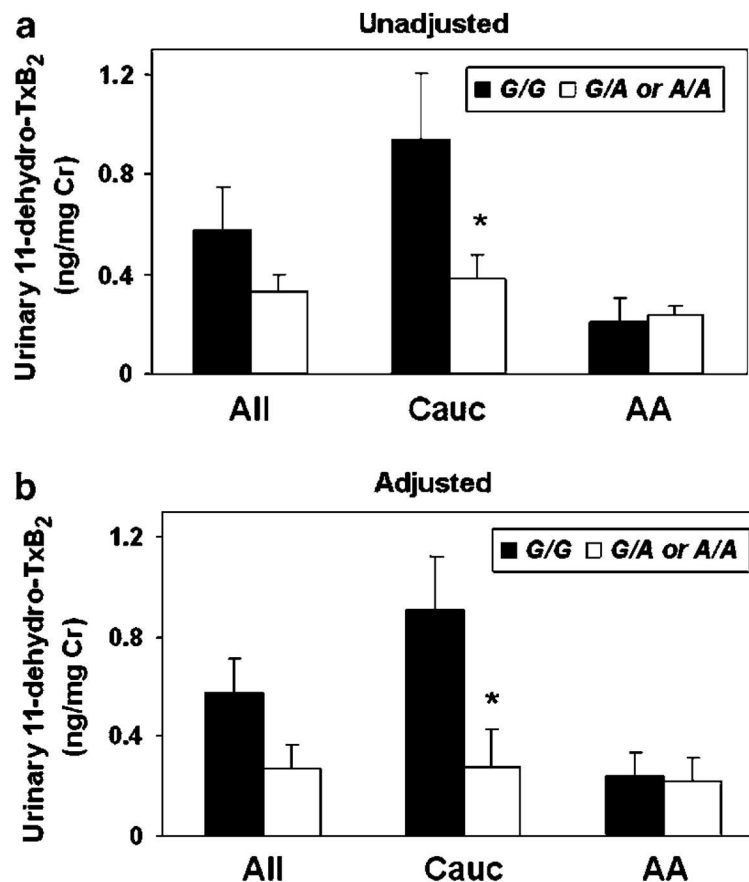 a
Unadjusted
Urinary 11-dehydro-TxB₂
(ng/mg Cr)
1.2
0.8
0.4
0
G/G G/A or A/A
*
All Cauc AA
b
Adjusted
Urinary 11-dehydro-TxB₂
(ng/mg Cr)
1.2
0.8
0.4
0
G/G G/A or A/A
*
All Cauc AA